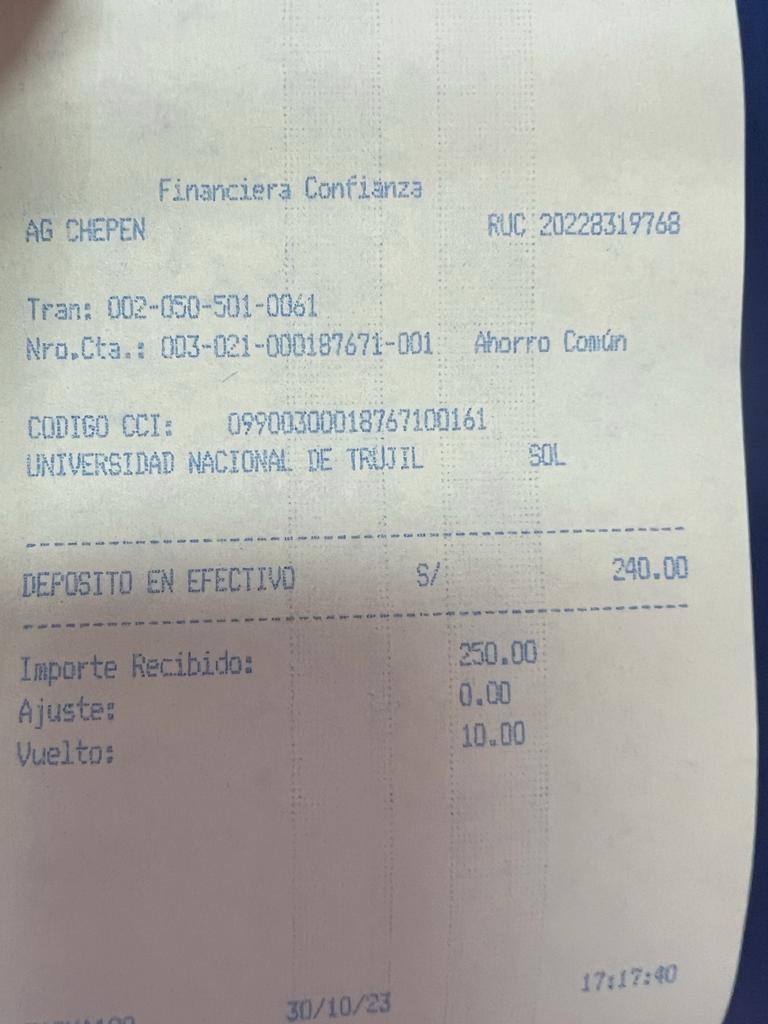 Financiera Confianza
AG CHEPEN RUC 20228319768
Tran: 002-050-501-0061
Nro.Cta.: 003-021-000187671-001 Ahorro Común
CODIGO CCI: 09900300018767100161
UNIVERSIDAD NACIONAL DE TRUJIL SOL
DEPOSITO EN EFECTIVO S/ 240.00
Importe Recibido: 250.00
Ajuste: 0.00
Vuelto: 10.00
30/10/23 17:17:40